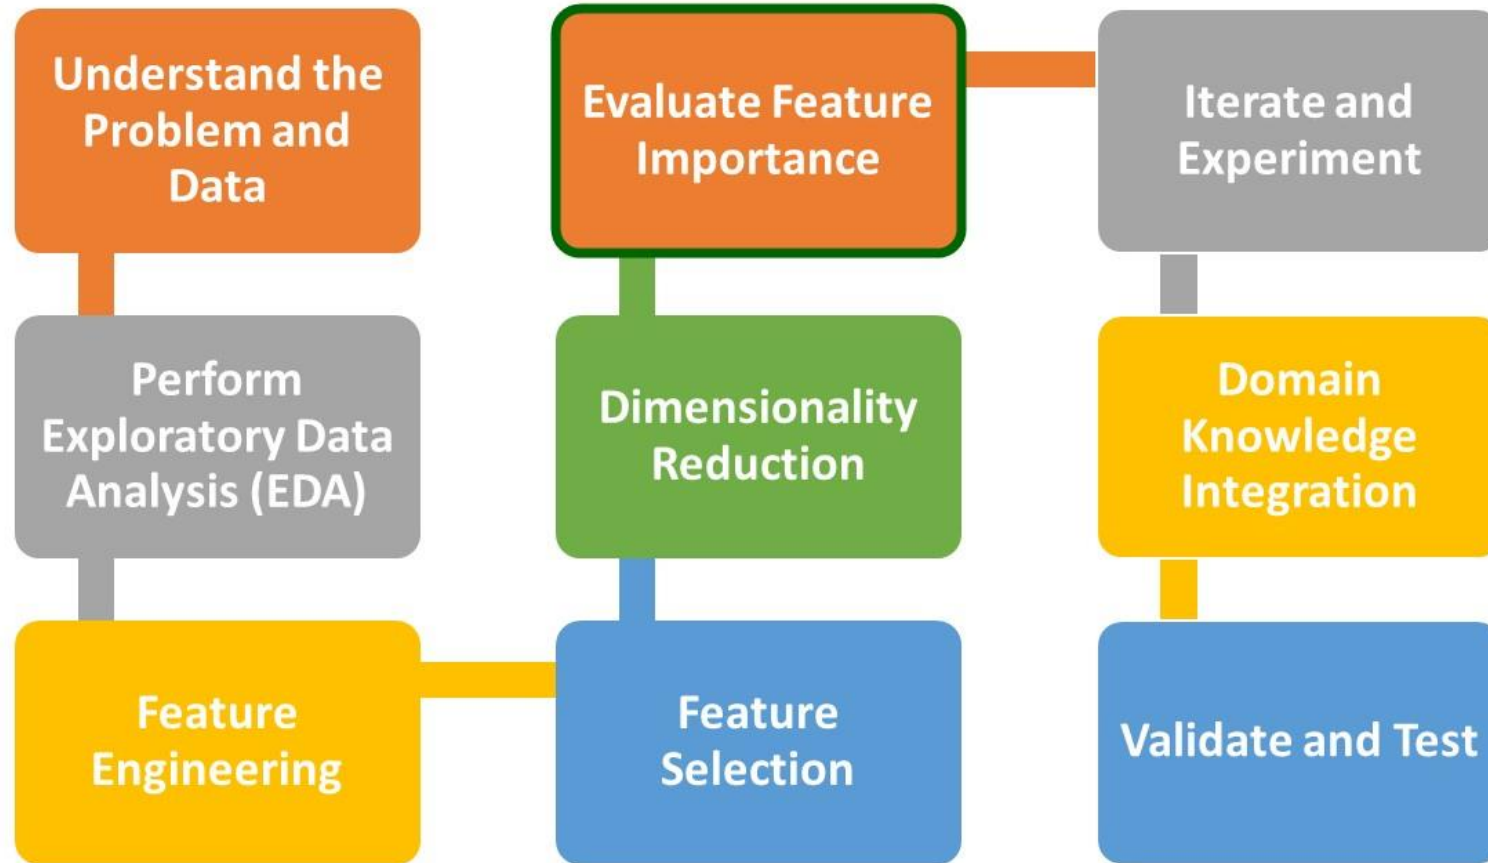 Understand the
Problem and
Data
Perform
Exploratory Data
Analysis (EDA)
Feature
Engineering
Feature
Selection
Dimensionality
Reduction
Evaluate Feature
Importance
Iterate and
Experiment
Domain
Knowledge
Integration
Validate and Test